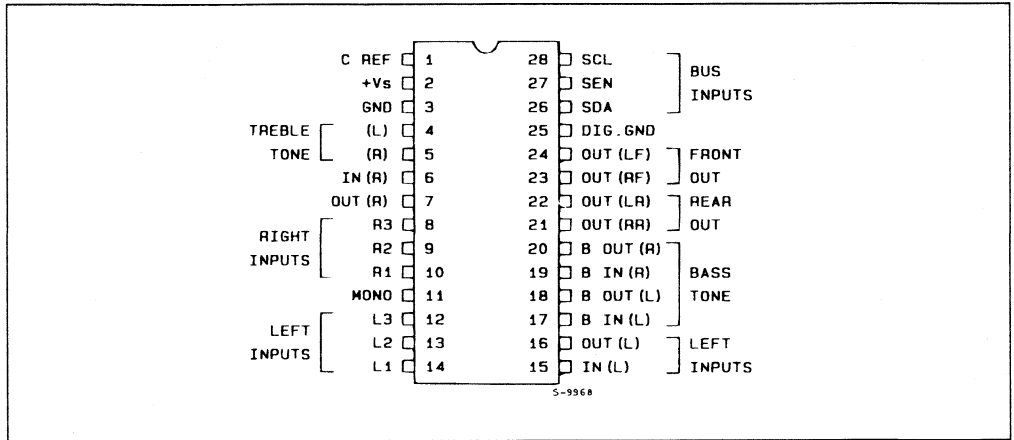 C REF 1 28 SCL
+Vs 2 27 SEN
GND 3 26 SDA
BUS
INPUTS
TREBLE
TONE
(L) 4 25 DIG.GND
(R) 5 24 OUT (LF)
IN (R) 6 23 OUT (RF)
FRONT
OUT
OUT (R) 7 22 OUT (LR)
R3 8 21 OUT (RR)
REAR
OUT
RIGHT
INPUTS
R2 9 20 B OUT (R)
R1 10 19 B IN (R)
MONO 11 18 B OUT (L)
L3 12 17 B IN (L)
BASS
TONE
LEFT
INPUTS
L2 13 16 OUT (L)
L1 14 15 IN (L)
LEFT
INPUTS
S-9968